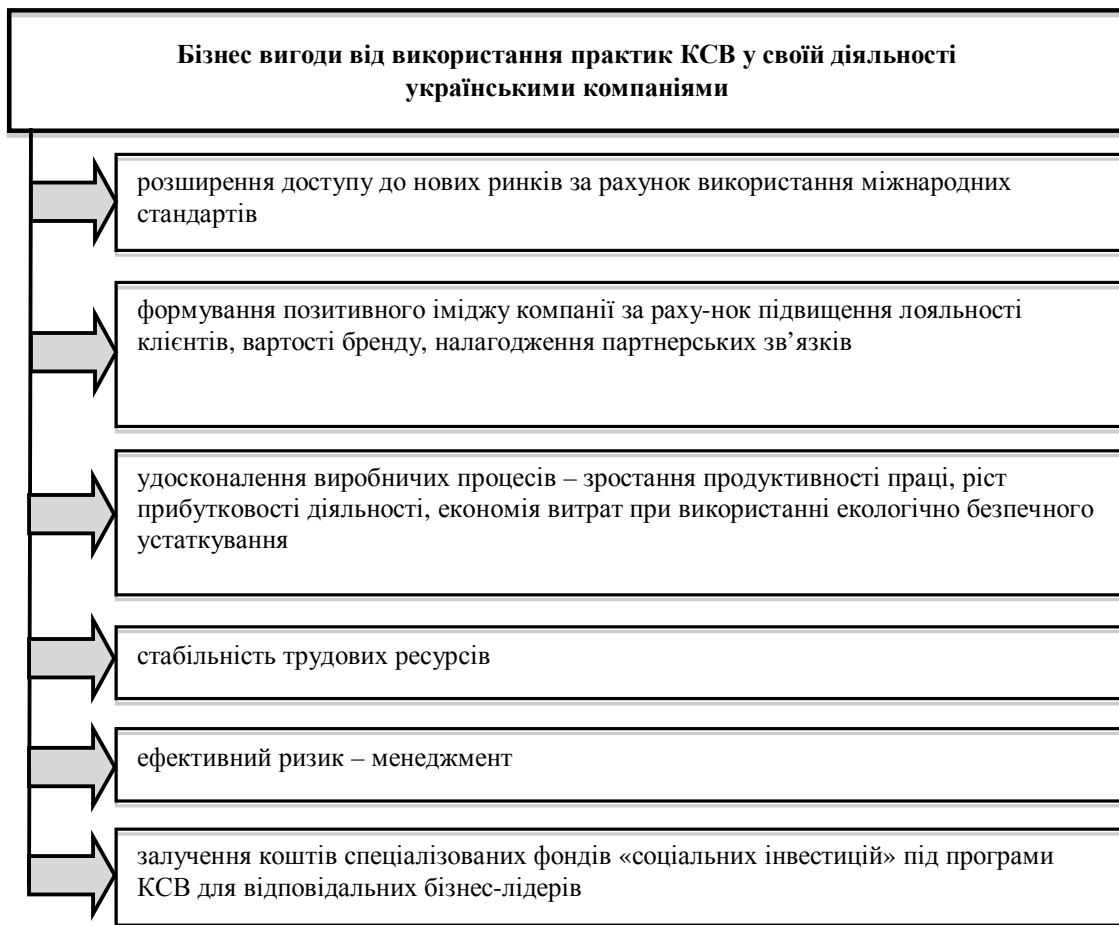 Бізнес вигоди від використання практик КСВ у своїй діяльності
українськими компаніями
розширення доступу до нових ринків за рахунок використання міжнародних
стандартів
формування позитивного іміджу компанії за раху-нок підвищення лояльності
клієнтів, вартості бренду, налагодження партнерських зв’язків
удосконалення виробничих процесів – зростання продуктивності праці, ріст
прибутковості діяльності, економія витрат при використанні екологічно безпечного
устаткування
стабільність трудових ресурсів
ефективний ризик – менеджмент
залучення коштів спеціалізованих фондів «соціальних інвестицій» під програми
КСВ для відповідальних бізнес-лідерів